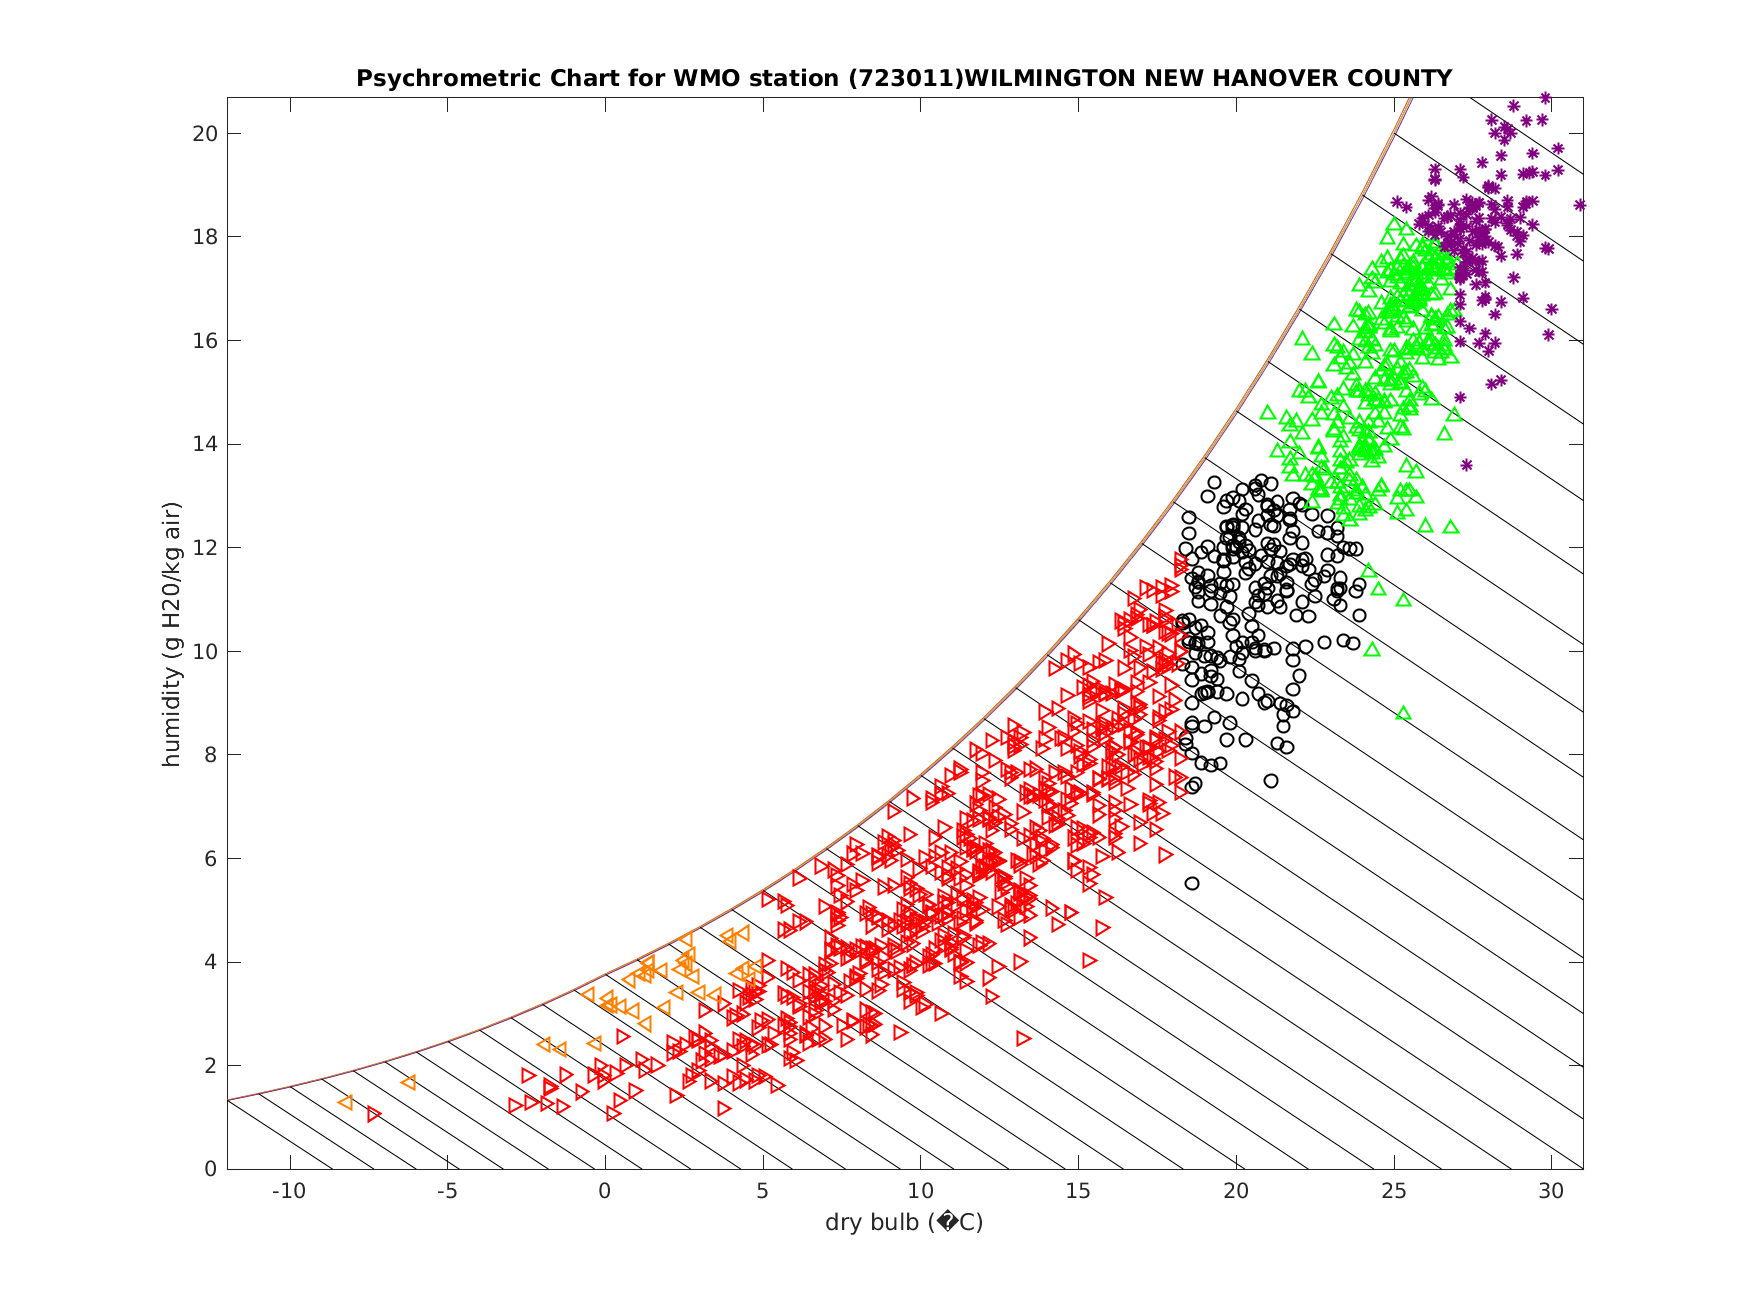 Psychrometric Chart for WMO station (723011)WILMINGTON NEW HANOVER COUNTY
20
18
16
14
12
10
8
6
4
2
0
humidity (g H20/kg air)
-10 -5 0 5 10 15 20 25 30
dry bulb (�C)